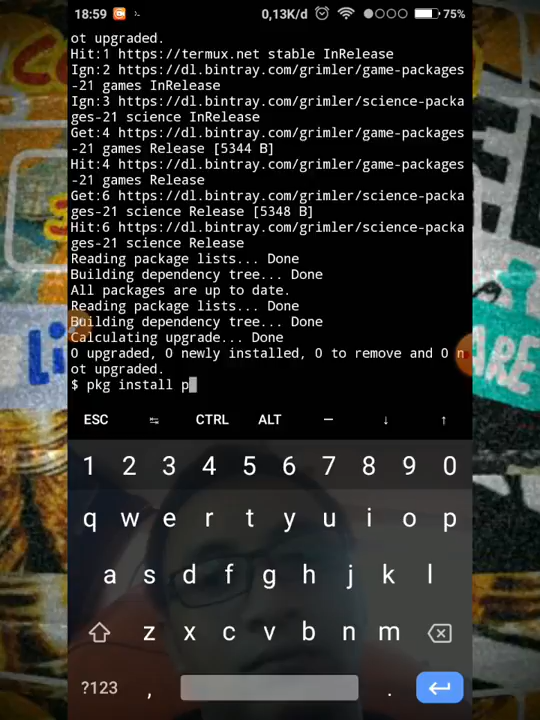 18:59 0,13K/d 75%
ot upgraded.
Hit:1 https://termux.net stable InRelease
Ign:2 https://dl.bintray.com/grimler/game-packages
-21 games InRelease
Ign:3 https://dl.bintray.com/grimler/science-packa
ges-21 science InRelease
Get:4 https://dl.bintray.com/grimler/game-packages
-21 games Release [5344 B]
Hit:4 https://dl.bintray.com/grimler/game-packages
-21 games Release
Get:6 https://dl.bintray.com/grimler/science-packa
ges-21 science Release [5348 B]
Hit:6 https://dl.bintray.com/grimler/science-packa
ges-21 science Release
Reading package lists... Done
Building dependency tree... Done
All packages are up to date.
Reading package lists... Done
Building dependency tree... Done
Calculating upgrade... Done
0 upgraded, 0 newly installed, 0 to remove and 0 n
ot upgraded.
$ pkg install p
ESC CTRL ALT — ↓ ↑
1 2 3 4 5 6 7 8 9 0
q w e r t y u i o p
a s d f g h j k l
z x c v b n m
?123 , .
ARE